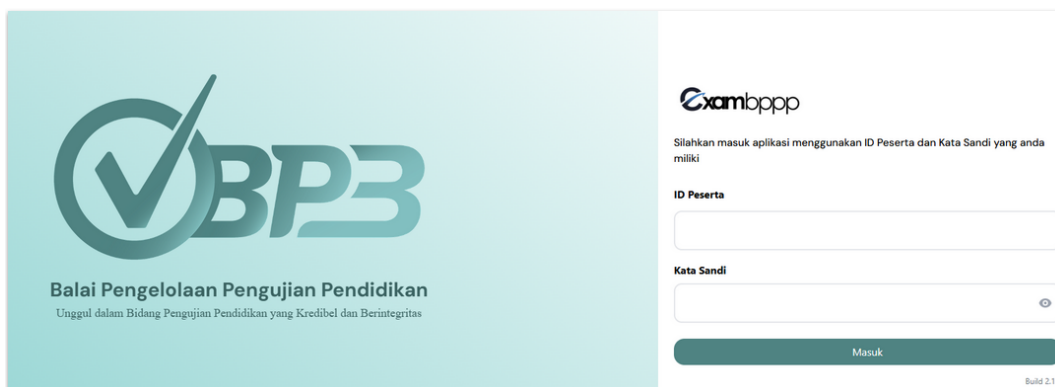 BP3
Balai Pengelolaan Pengujian Pendidikan
Unggul dalam Bidang Pengujian Pendidikan yang Kredibel dan Berintegritas
Exambppp
Silahkan masuk aplikasi menggunakan ID Peserta dan Kata Sandi yang anda
miliki
ID Peserta
Kata Sandi
Masuk
Build 2.1